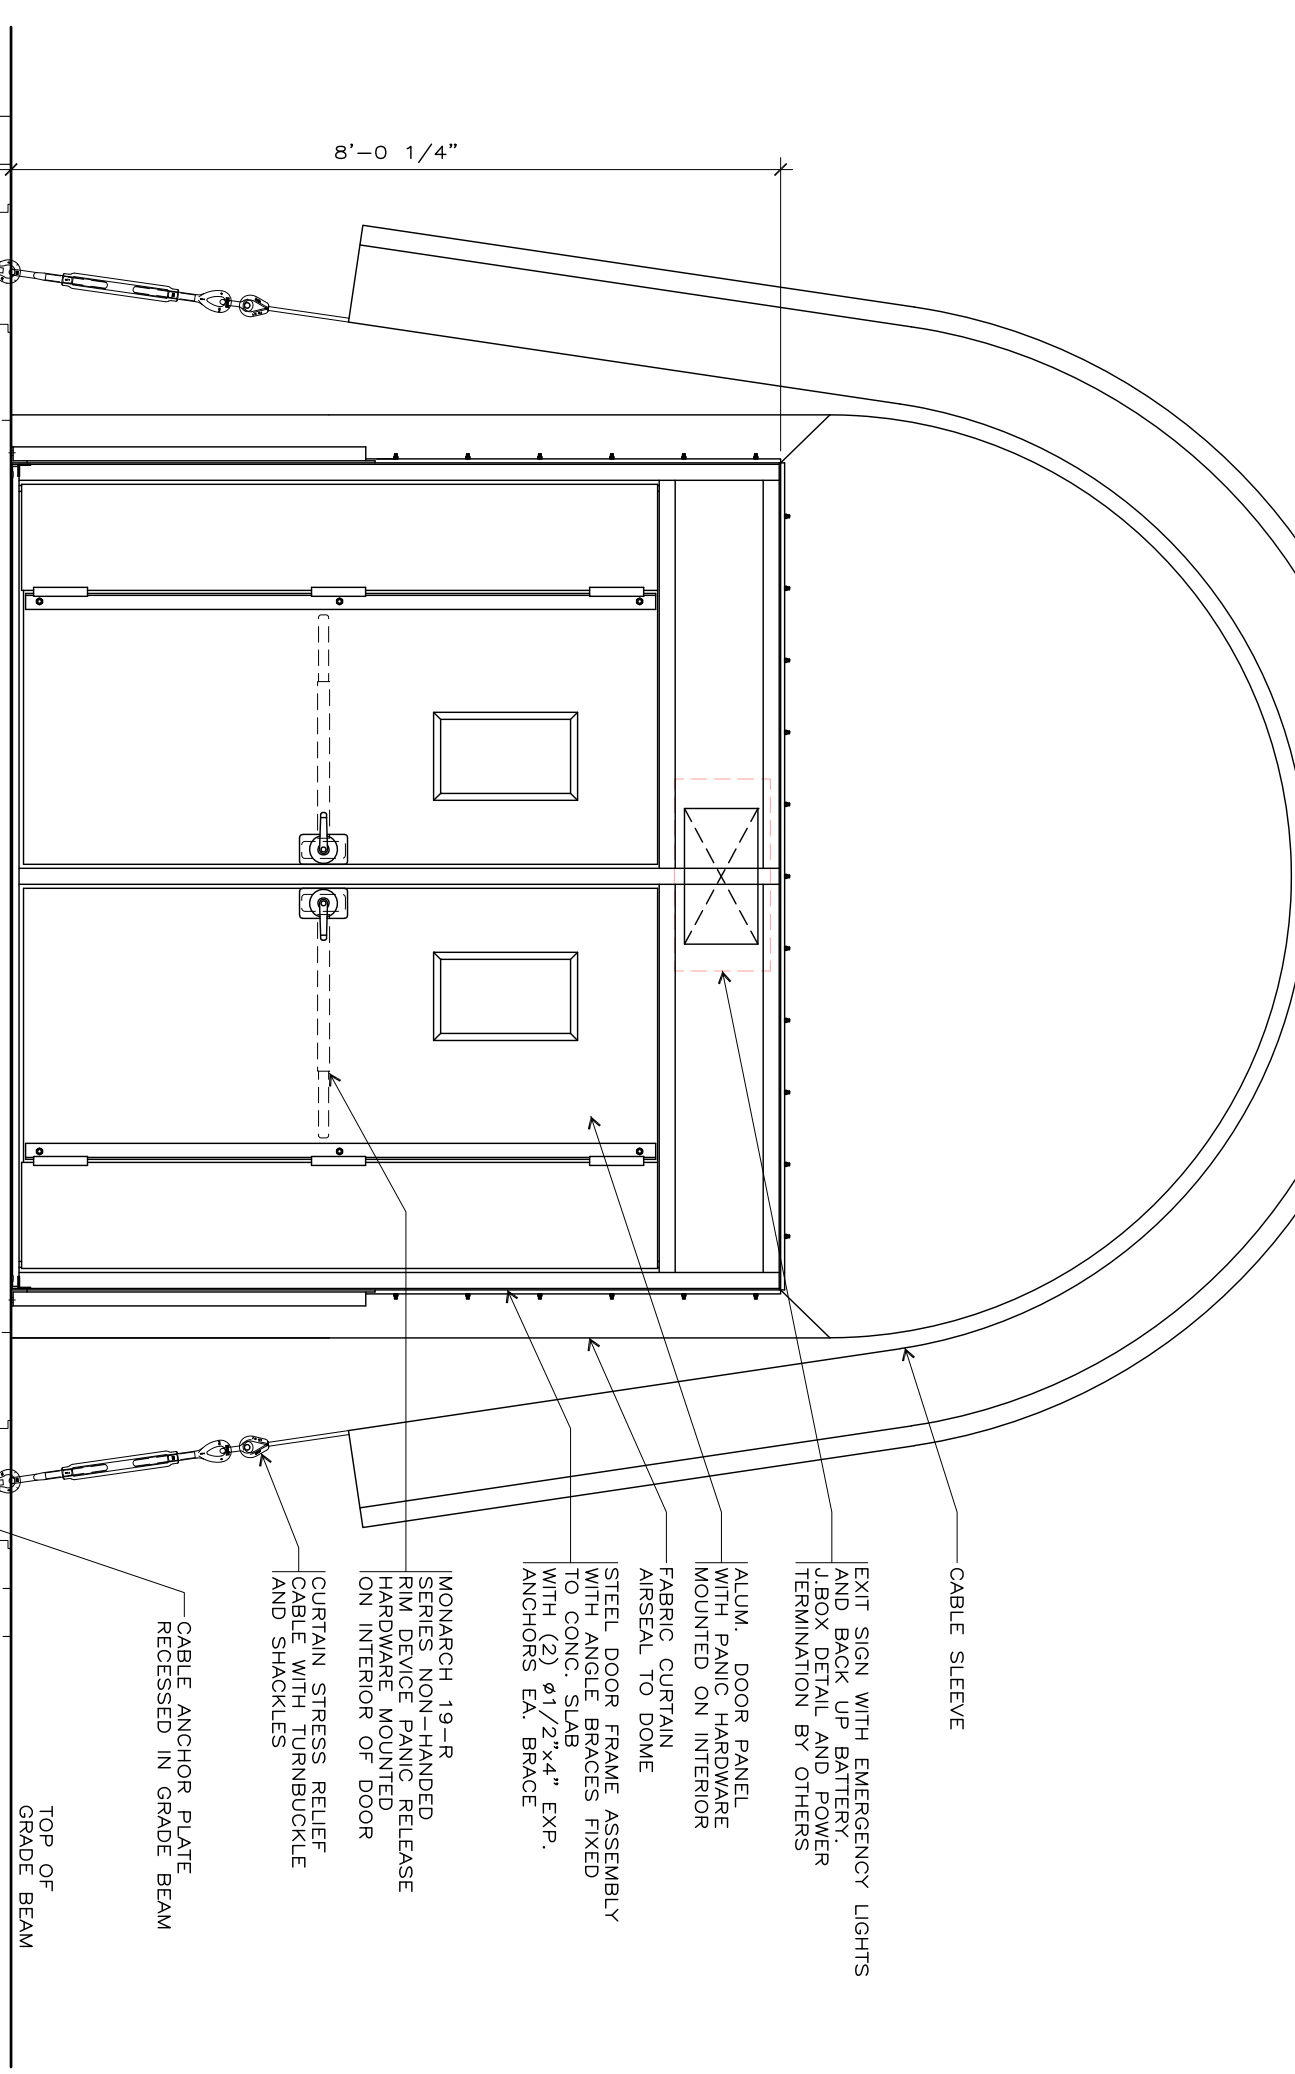 8'-0 1/4"
CABLE SLEEVE
EXIT SIGN WITH EMERGENCY LIGHTS
AND BACK UP BATTERY.
J.BOX DETAIL AND POWER
TERMINATION BY OTHERS
ALUM. DOOR PANEL
WITH PANIC HARDWARE
MOUNTED ON INTERIOR
FABRIC CURTAIN
AIRSEAL TO DOME
STEEL DOOR FRAME ASSEMBLY
WITH ANGLE BRACES FIXED
TO CONC. SLAB
WITH (2) ø1/2"x4" EXP.
ANCHORS EA. BRACE
MONARCH 19-R
SERIES NON-HANDED
RIM DEVICE PANIC RELEASE
HARDWARE MOUNTED
ON INTERIOR OF DOOR
CURTAIN STRESS RELIEF
CABLE WITH TURNBUCKLE
AND SHACKLES
CABLE ANCHOR PLATE
RECESSED IN GRADE BEAM
TOP OF
GRADE BEAM